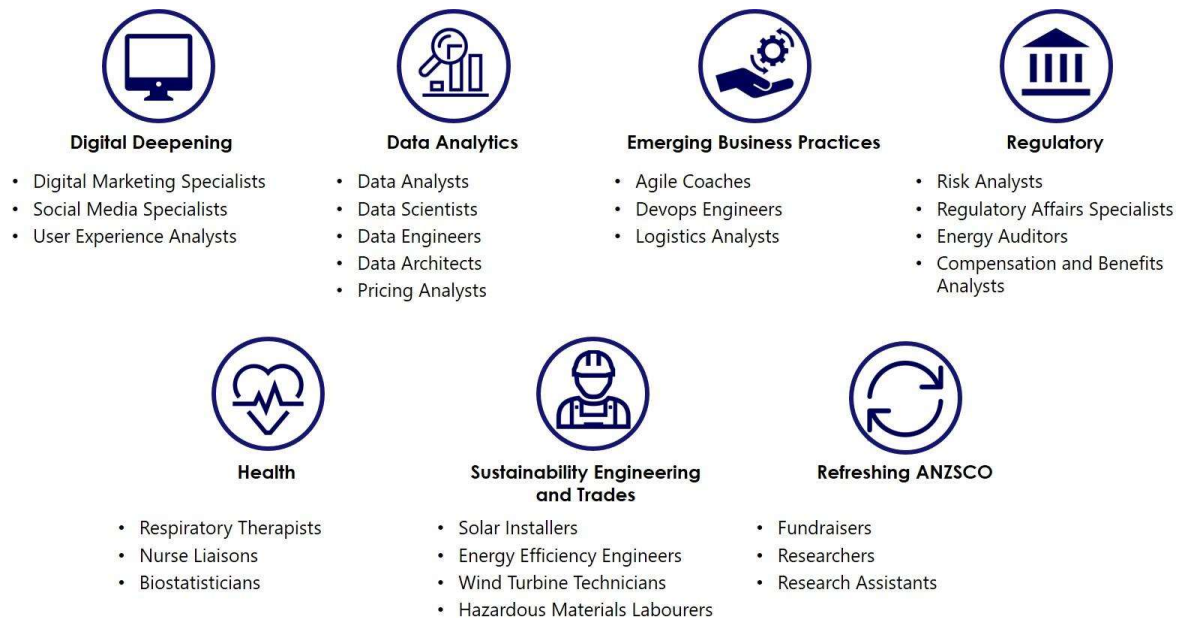 Digital Deepening
• Digital Marketing Specialists
• Social Media Specialists
• User Experience Analysts
Data Analytics
• Data Analysts
• Data Scientists
• Data Engineers
• Data Architects
• Pricing Analysts
Emerging Business Practices
• Agile Coaches
• Devops Engineers
• Logistics Analysts
Regulatory
• Risk Analysts
• Regulatory Affairs Specialists
• Energy Auditors
• Compensation and Benefits
Analysts
Health
• Respiratory Therapists
• Nurse Liaisons
• Biostatisticians
Sustainability Engineering
and Trades
• Solar Installers
• Energy Efficiency Engineers
• Wind Turbine Technicians
• Hazardous Materials Labourers
Refreshing ANZSCO
• Fundraisers
• Researchers
• Research Assistants